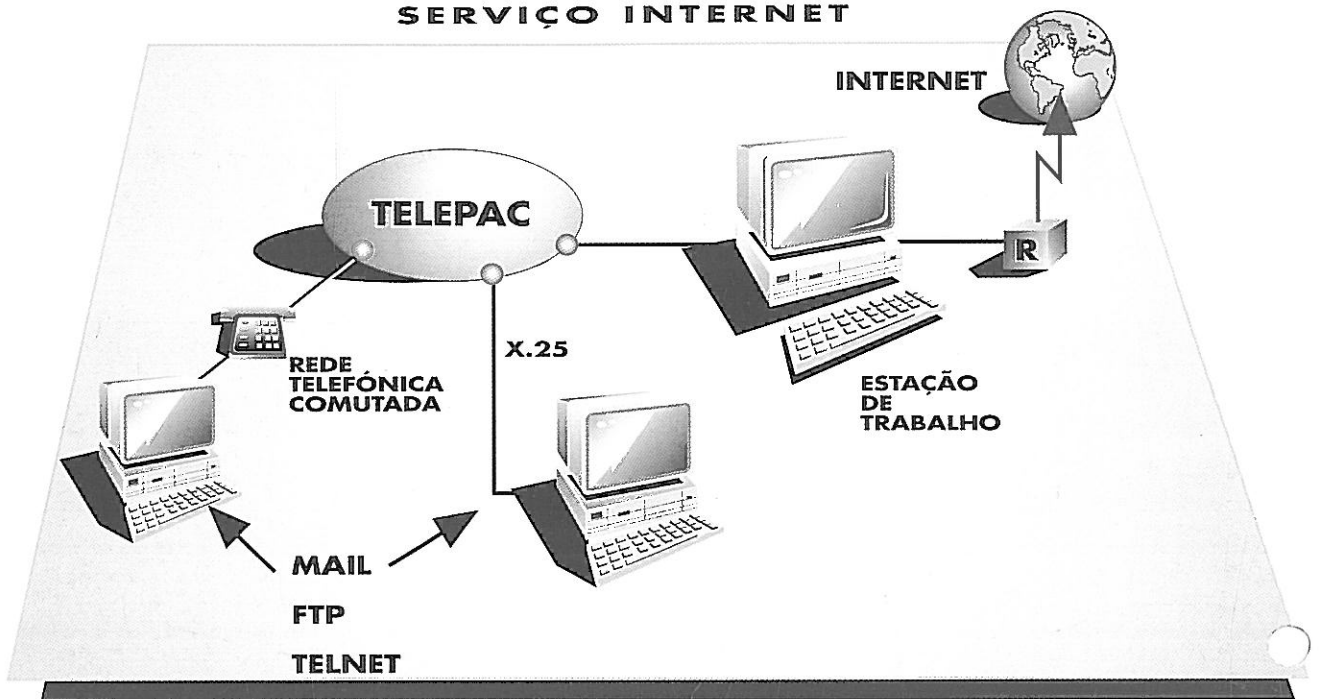 SERVIÇO INTERNET
INTERNET
TELEPAC
R
X.25
REDE
TELEFÓNICA
COMUTADA
ESTAÇÃO
DE
TRABALHO
MAIL
FTP
TELNET